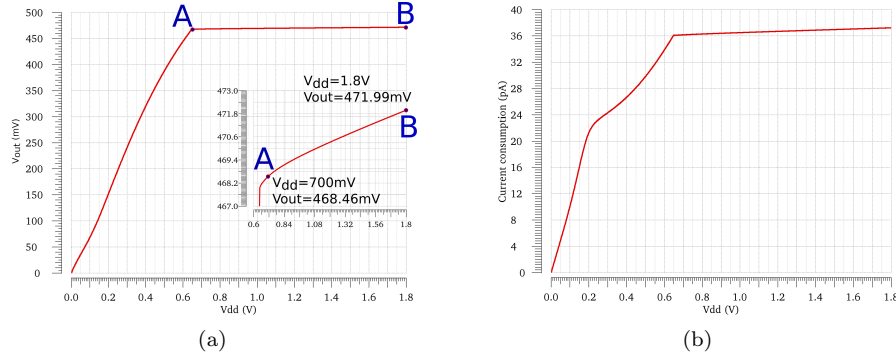 500
450
400
350
300
250
200
150
100
50
0
Vout (mV)
0.0 0.2 0.4 0.6 0.8 1.0 1.2 1.4 1.6 1.8
Vdd (V)
A
B
Vdd=1.8V
Vout=471.99mV
473.0
471.8
470.6
469.4
468.2
467.0
A
B
Vdd=700mV
Vout=468.46mV
0.6 0.84 1.08 1.32 1.56 1.8
(a)
40
36
32
28
24
20
16
12
8
4
0
Current consumption (pA)
0.0 0.2 0.4 0.6 0.8 1.0 1.2 1.4 1.6 1.8
Vdd (V)
(b)